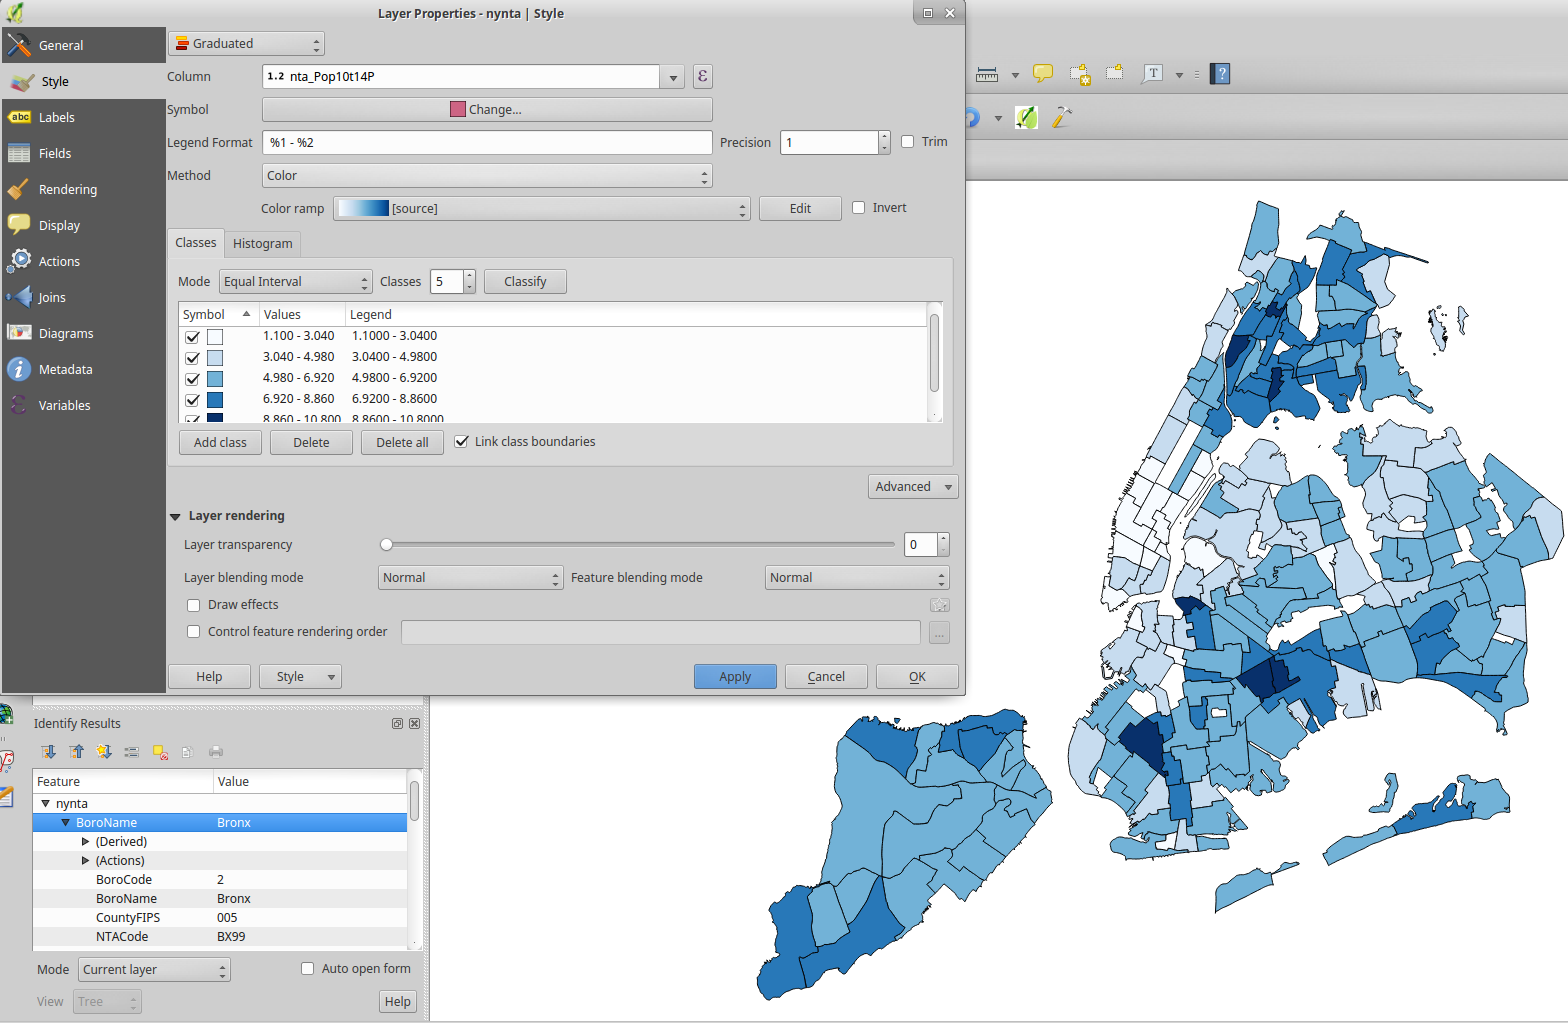 Layer Properties - nynta | Style
General
Style
Labels
Fields
Rendering
Display
Actions
Joins
Diagrams
Metadata
Variables
Graduated
Column 1.2 nta_Pop10t14P ε
Symbol Change...
Legend Format %1 - %2 Precision 1 Trim
Method Color
Color ramp [source] Edit Invert
Classes Histogram
Mode Equal Interval Classes 5 Classify
Symbol Values Legend
1.100 - 3.040 1.1000 - 3.0400
3.040 - 4.980 3.0400 - 4.9800
4.980 - 6.920 4.9800 - 6.9200
6.920 - 8.860 6.9200 - 8.8600
8.860 - 10.800 8.8600 - 10.8000
Add class Delete Delete all Link class boundaries
Advanced
Layer rendering
Layer transparency 0
Layer blending mode Normal Feature blending mode Normal
Draw effects
Control feature rendering order ...
Help Style Apply Cancel OK
Identify Results
Feature Value
nynta
BoroName Bronx
(Derived)
(Actions)
BoroCode 2
BoroName Bronx
CountyFIPS 005
NTACode BX99
Mode Current layer Auto open form
View Tree Help